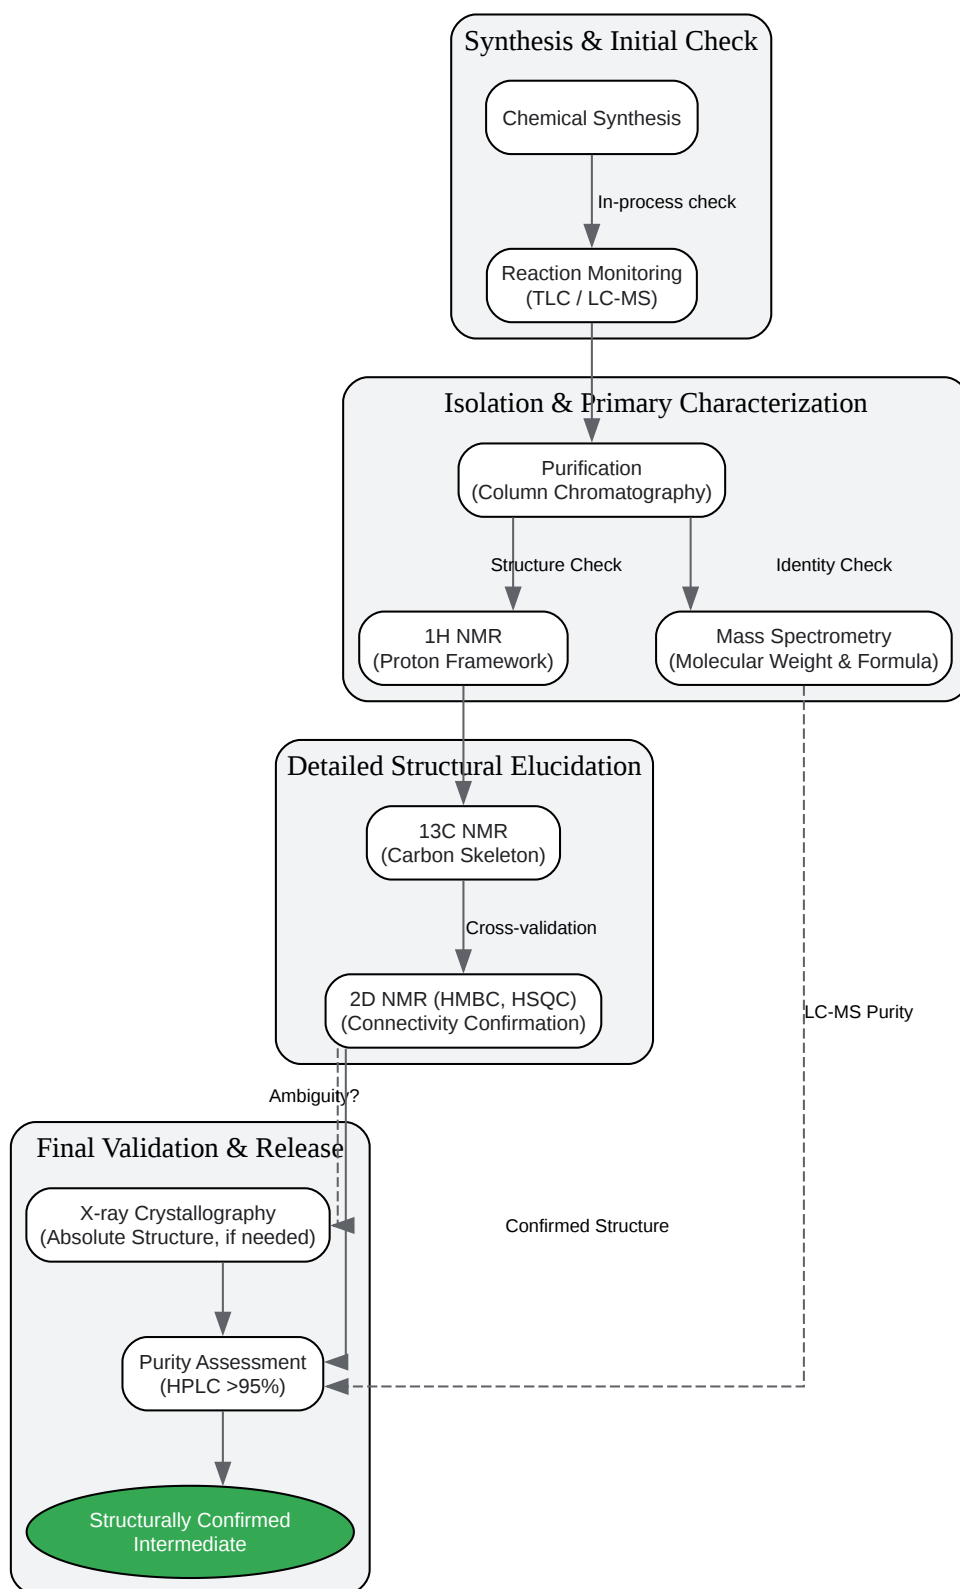 Synthesis & Initial Check
Chemical Synthesis
In-process check
Reaction Monitoring
(TLC / LC-MS)
Isolation & Primary Characterization
Purification
(Column Chromatography)
Structure Check
Identity Check
1H NMR
(Proton Framework)
Mass Spectrometry
(Molecular Weight & Formula)
Detailed Structural Elucidation
13C NMR
(Carbon Skeleton)
Cross-validation
2D NMR (HMBC, HSQC)
(Connectivity Confirmation)
LC-MS Purity
Ambiguity?
Final Validation & Release
X-ray Crystallography
(Absolute Structure, if needed)
Confirmed Structure
Purity Assessment
(HPLC >95%)
Structurally Confirmed
Intermediate